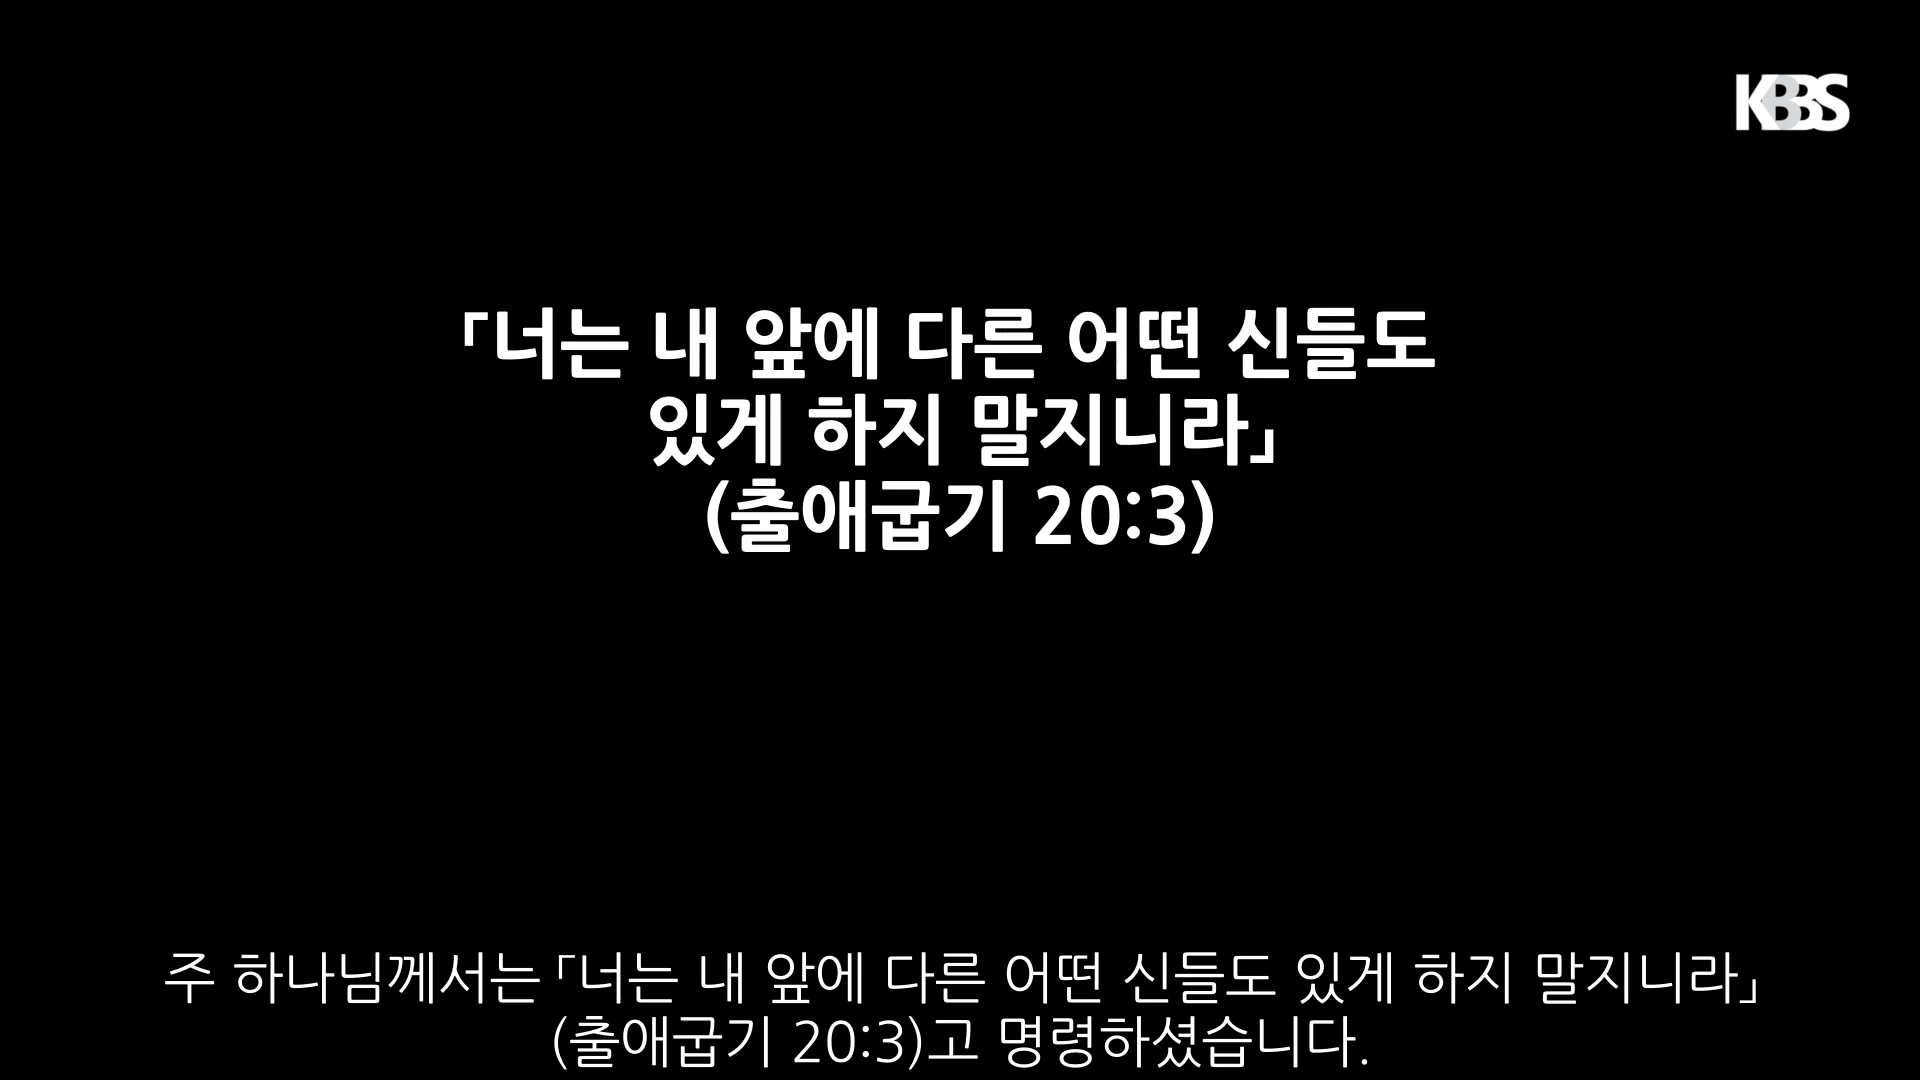 KBBS
「너는 내 앞에 다른 어떤 신들도
있게 하지 말지니라」
(출애굽기 20:3)
주 하나님께서는 「너는 내 앞에 다른 어떤 신들도 있게 하지 말지니라」
(출애굽기 20:3)고 명령하셨습니다.